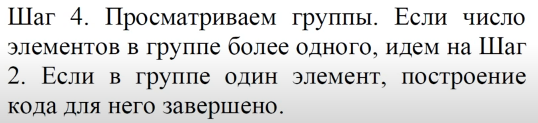 Шаг 4. Просматриваем группы. Если число
элементов в группе более одного, идем на Шаг
2. Если в группе один элемент, построение
кода для него завершено.